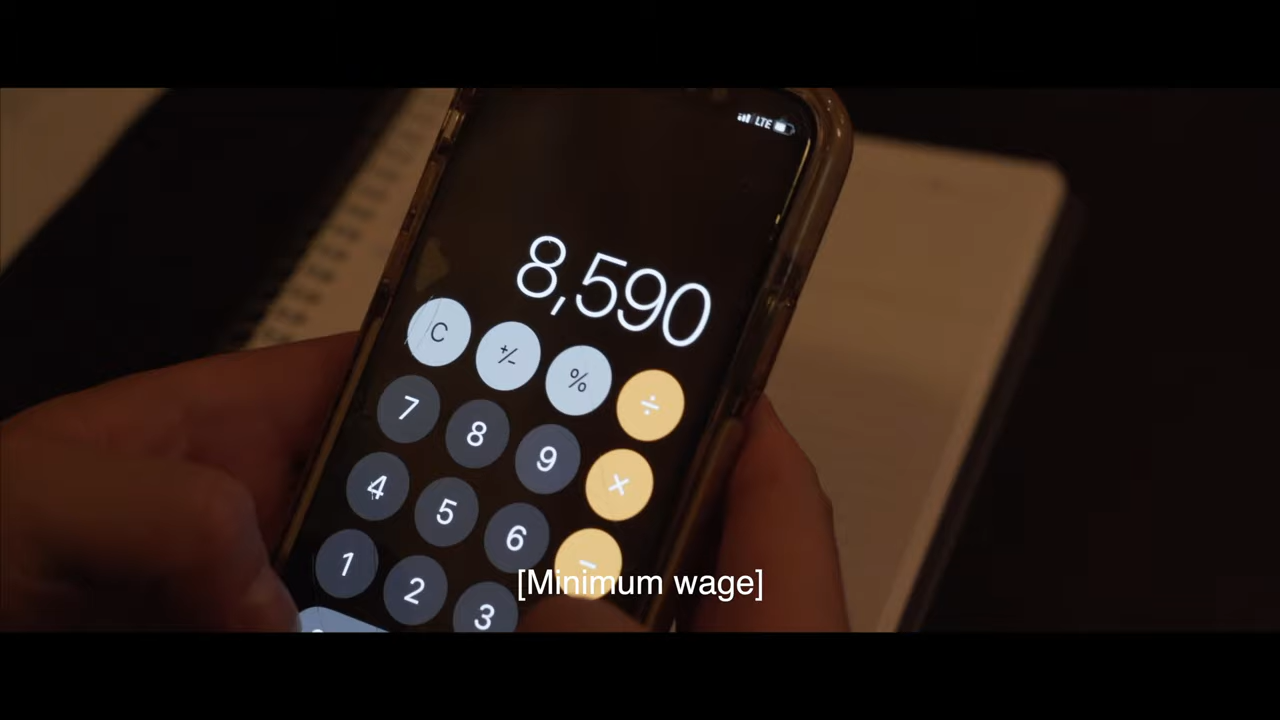 LTE
8,590
C +/- % ÷
7 8 9 ×
4 5 6 −
1 2 3
[Minimum wage]